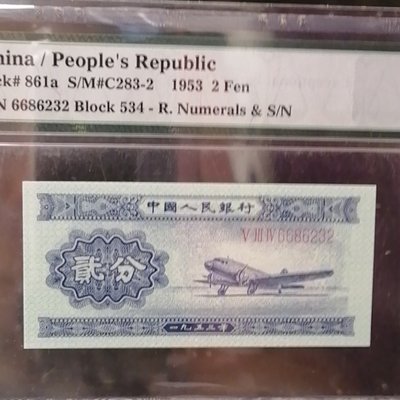 ina / People's Republic
ck# 861a S/M#C283-2 1953 2 Fen
N 6686232 Block 534 - R. Numerals & S/N
中國人民銀行
V III IV 6686232
貳分
一九五三年